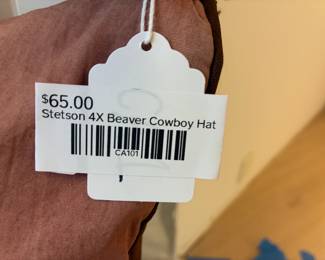 $65.00
Stetson 4X Beaver Cowboy Hat
CA101